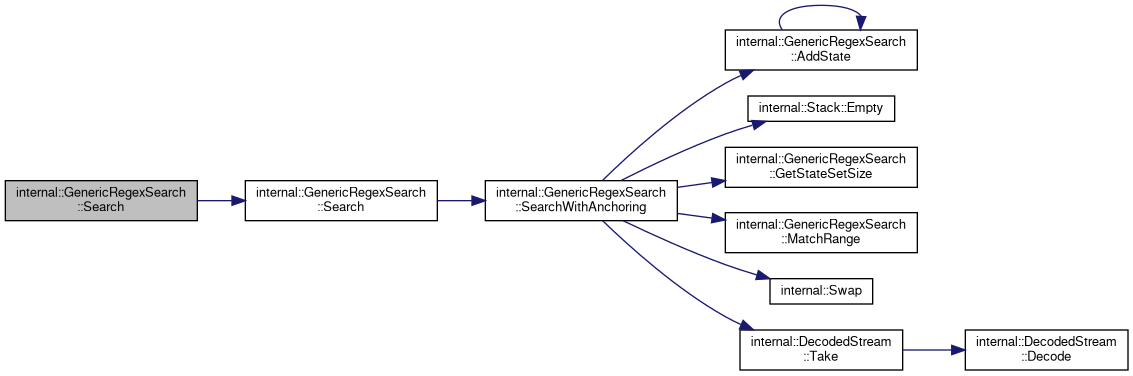 internal::GenericRegexSearch
::Search
internal::GenericRegexSearch
::Search
internal::GenericRegexSearch
::SearchWithAnchoring
internal::GenericRegexSearch
::AddState
internal::Stack::Empty
internal::GenericRegexSearch
::GetStateSetSize
internal::GenericRegexSearch
::MatchRange
internal::Swap
internal::DecodedStream
::Take
internal::DecodedStream
::Decode